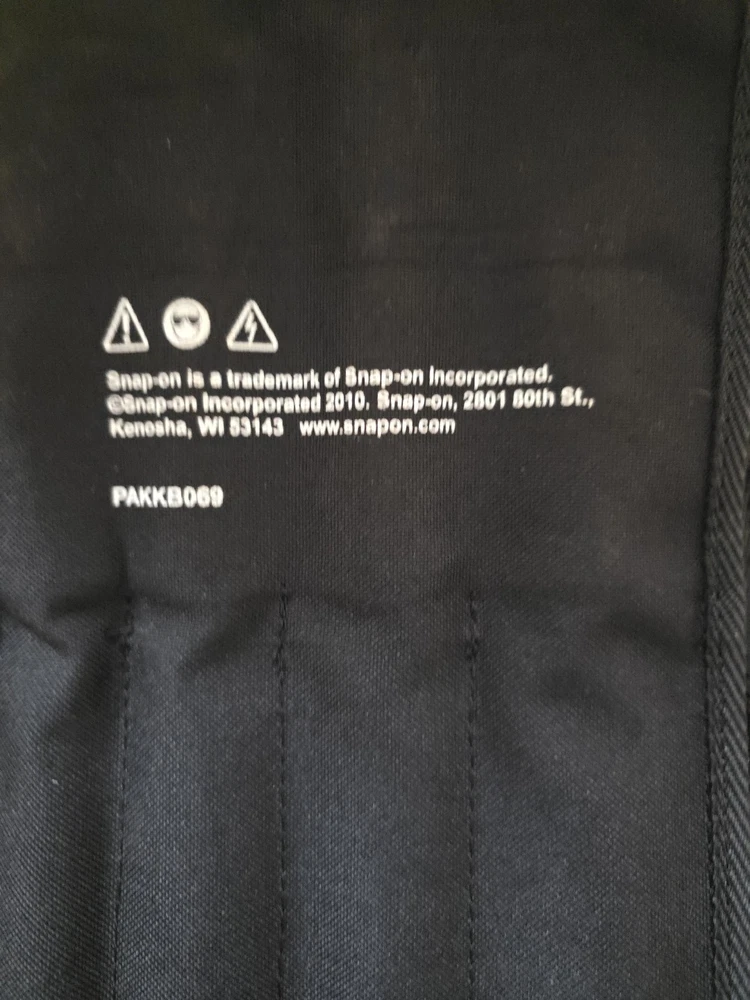 Snap-on is a trademark of Snap-on Incorporated.
©Snap-on Incorporated 2010. Snap-on, 2801 80th St.,
Kenosha, WI 53143 www.snapon.com
PAKKB069